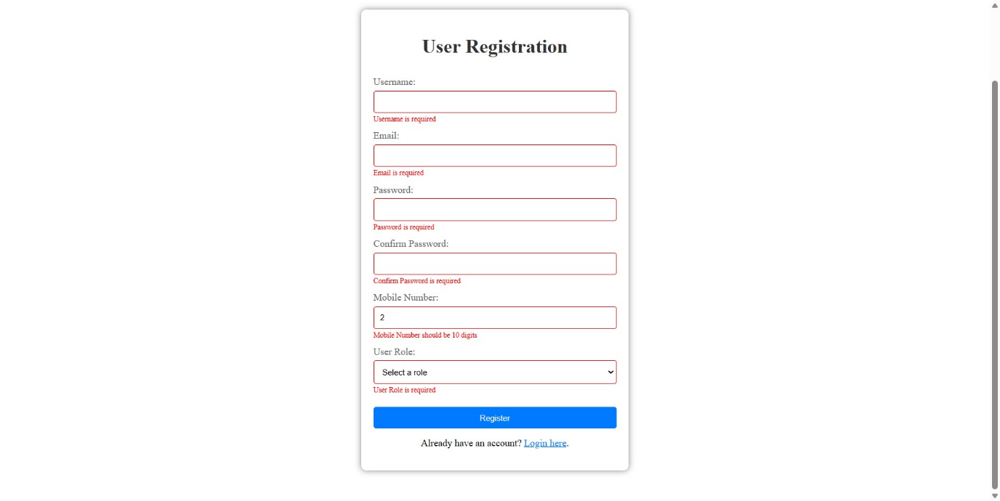 User Registration
Username:
Username is required
Email:
Email is required
Password:
Password is required
Confirm Password:
Confirm Password is required
Mobile Number:
2
Mobile Number should be 10 digits
User Role:
Select a role
User Role is required
Register
Already have an account? Login here.